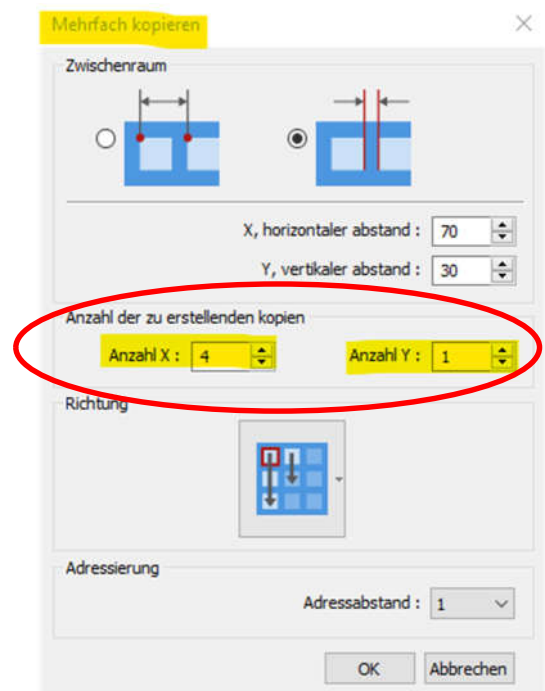 Mehrfach kopieren
Zwischenraum
X, horizontaler abstand : 70
Y, vertikaler abstand : 30
Anzahl der zu erstellenden kopien
Anzahl X : 4 Anzahl Y : 1
Richtung
Adressierung
Adressabstand : 1
OK Abbrechen